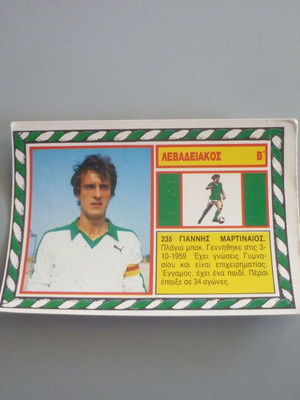 ΛΕΒΑΔΕΙΑΚΟΣ Β'
235 ΓΙΑΝΝΗΣ ΜΑΡΤΙΝΑΙΟΣ.
Πλάγιο μπακ. Γεννήθηκε στις 3-
10-1959. Έχει γνώσεις Γυμνα-
σίου και είναι επιχειρηματίας.
Έγγαμος, έχει ένα παιδί. Πέρσι
έπαιξε σε 34 αγώνες.